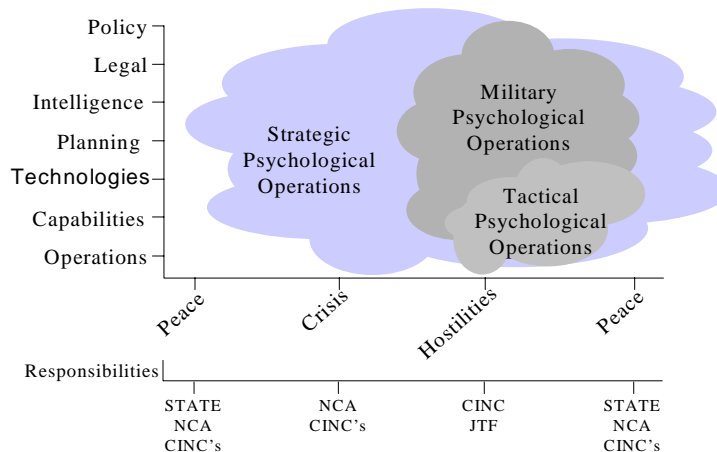 Policy
Legal
Intelligence
Planning
Technologies
Capabilities
Operations
Strategic
Psychological
Operations
Military
Psychological
Operations
Tactical
Psychological
Operations
Peace
Crisis
Hostilities
Peace
Responsibilities
STATE
NCA
CINC's
NCA
CINC's
CINC
JTF
STATE
NCA
CINC's